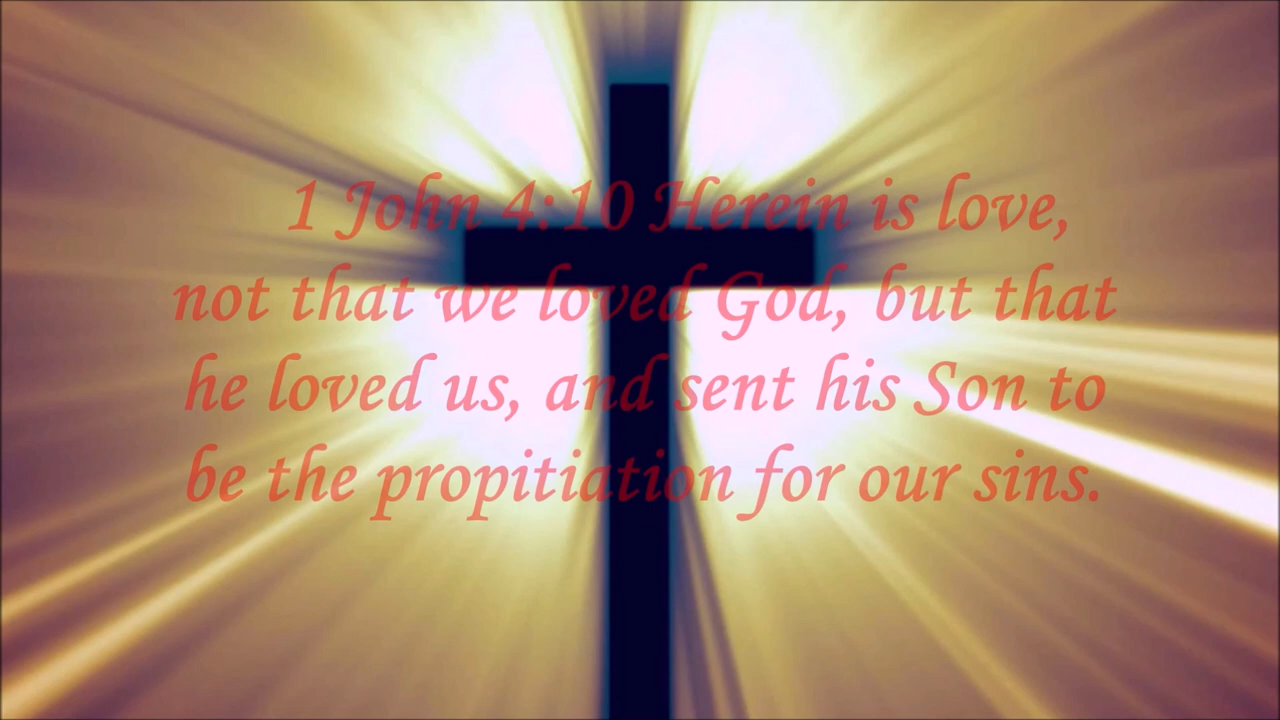 1 John 4:10 Herein is love,
not that we loved God, but that
he loved us, and sent his Son to
be the propitiation for our sins.